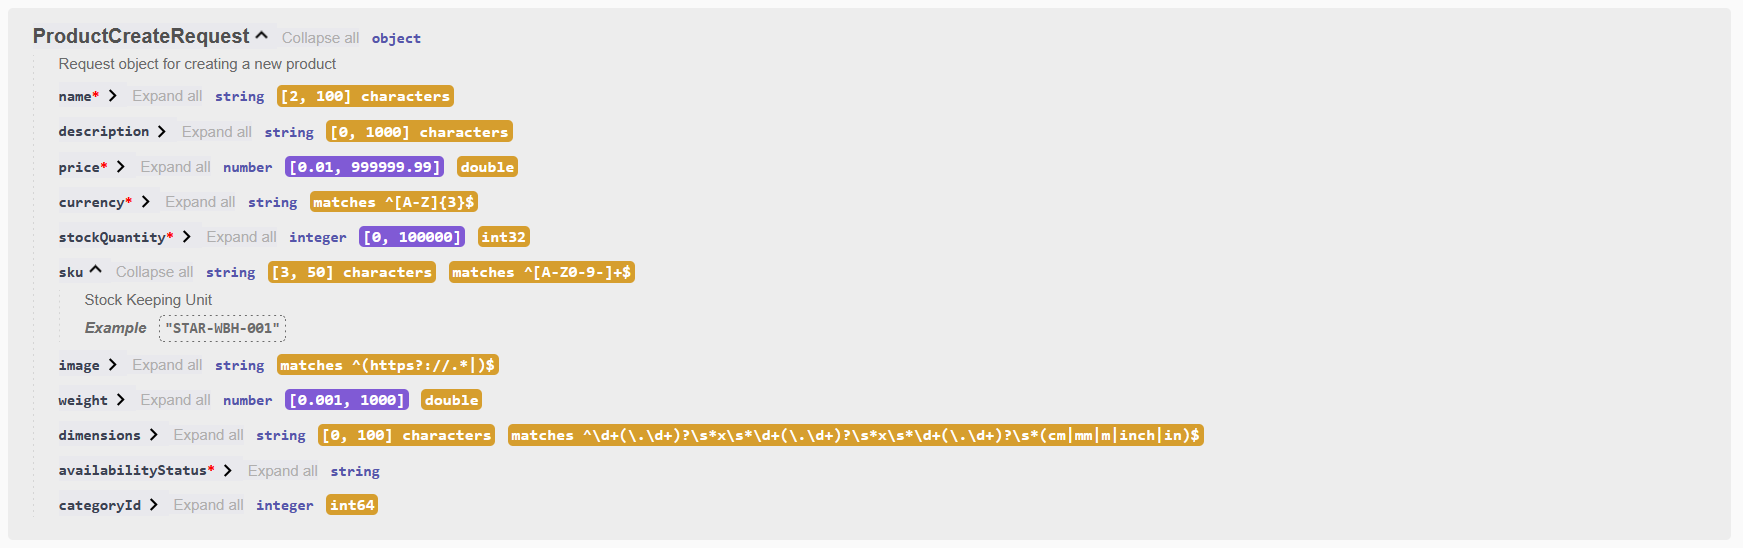 ProductCreateRequest Collapse all object
Request object for creating a new product
name* Expand all string [2, 100] characters
description Expand all string [0, 1000] characters
price* Expand all number [0.01, 999999.99] double
currency* Expand all string matches ^[A-Z]{3}$
stockQuantity* Expand all integer [0, 100000] int32
sku Collapse all string [3, 50] characters matches ^[A-Z0-9-]+$
Stock Keeping Unit
Example "STAR-WBH-001"
image Expand all string matches ^(https?://.*|)$
weight Expand all number [0.001, 1000] double
dimensions Expand all string [0, 100] characters matches ^\d+(\.\d+)?\s*x\s*\d+(\.\d+)?\s*x\s*\d+(\.\d+)?\s*(cm|mm|m|inch|in)$
availabilityStatus* Expand all string
categoryId Expand all integer int64